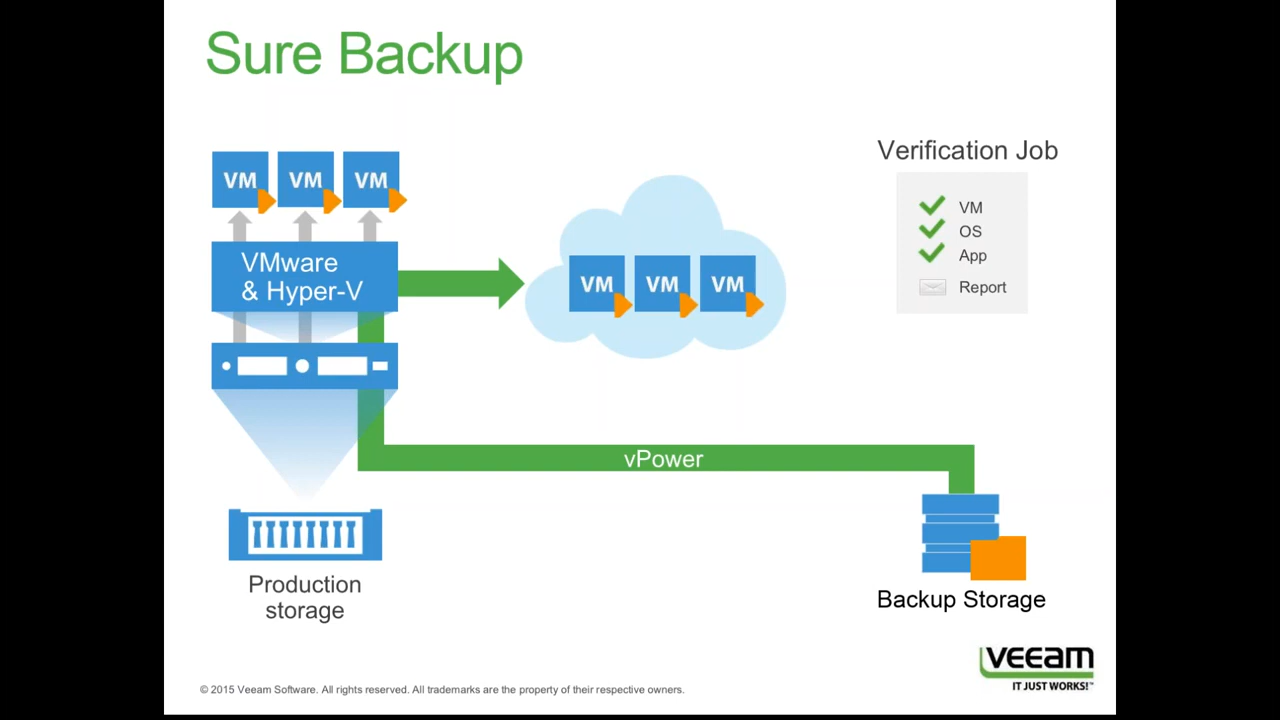 Sure Backup
VM VM VM
VMware
& Hyper-V
VM VM VM
Verification Job
VM
OS
App
Report
vPower
Production
storage
Backup Storage
veeam
IT JUST WORKS!™
© 2015 Veeam Software. All rights reserved. All trademarks are the property of their respective owners.